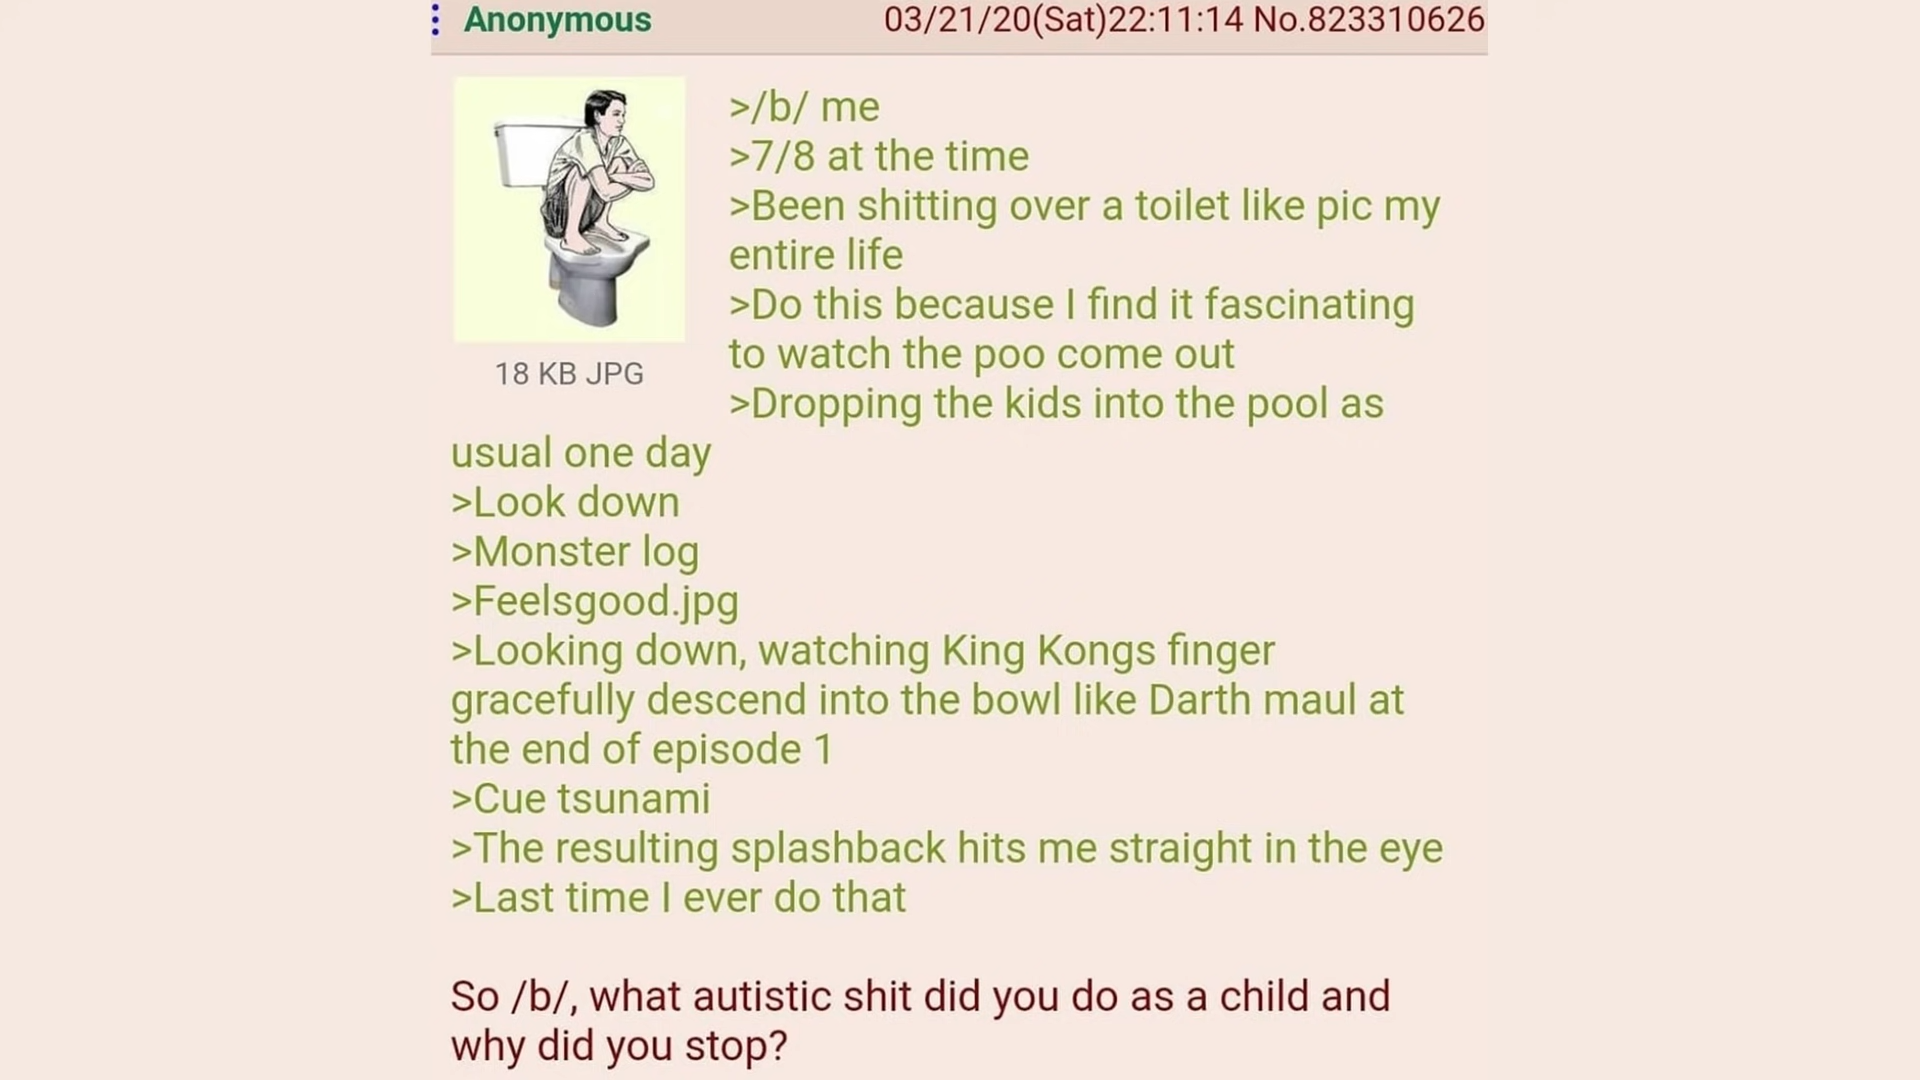 Anonymous 03/21/20(Sat)22:11:14 No.823310626
18 KB JPG
>/b/ me
>7/8 at the time
>Been shitting over a toilet like pic my
entire life
>Do this because I find it fascinating
to watch the poo come out
>Dropping the kids into the pool as
usual one day
>Look down
>Monster log
>Feelsgood.jpg
>Looking down, watching King Kongs finger
gracefully descend into the bowl like Darth maul at
the end of episode 1
>Cue tsunami
>The resulting splashback hits me straight in the eye
>Last time I ever do that
So /b/, what autistic shit did you do as a child and
why did you stop?